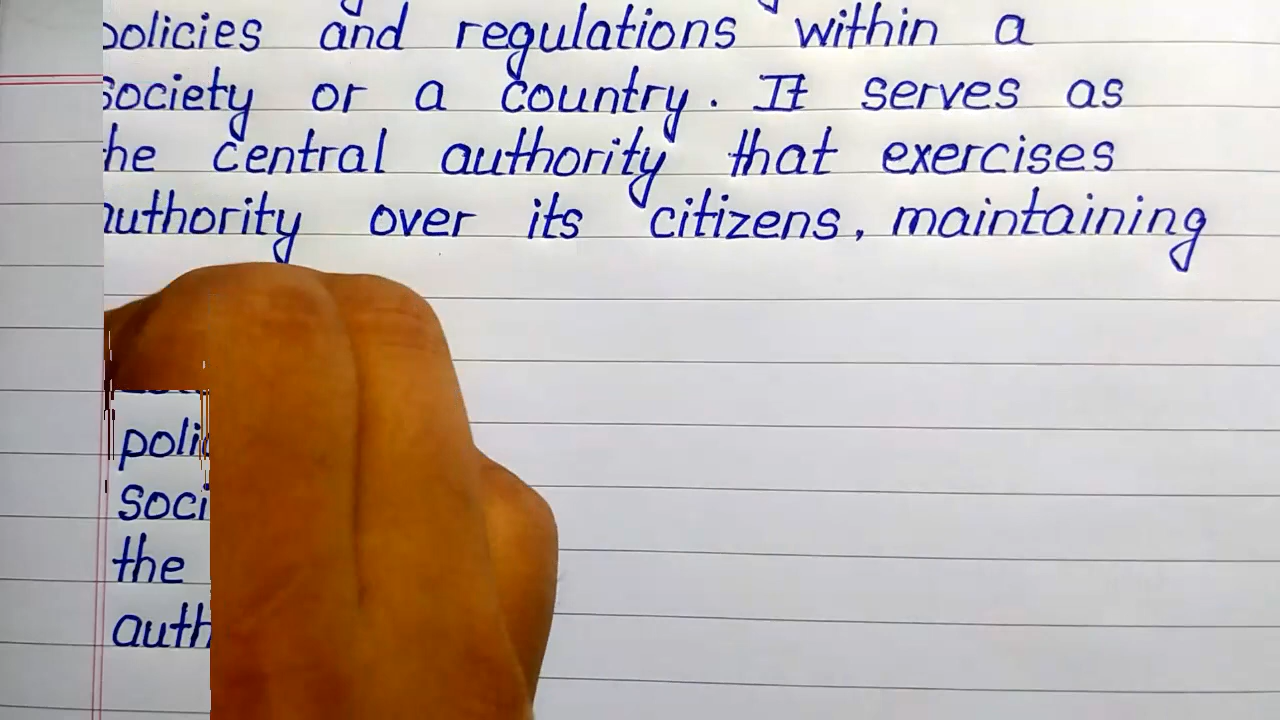 policies and regulations within a
society or a country. It serves as
the central authority that exercises
authority over its citizens, maintaining
poli
soci
the
auth